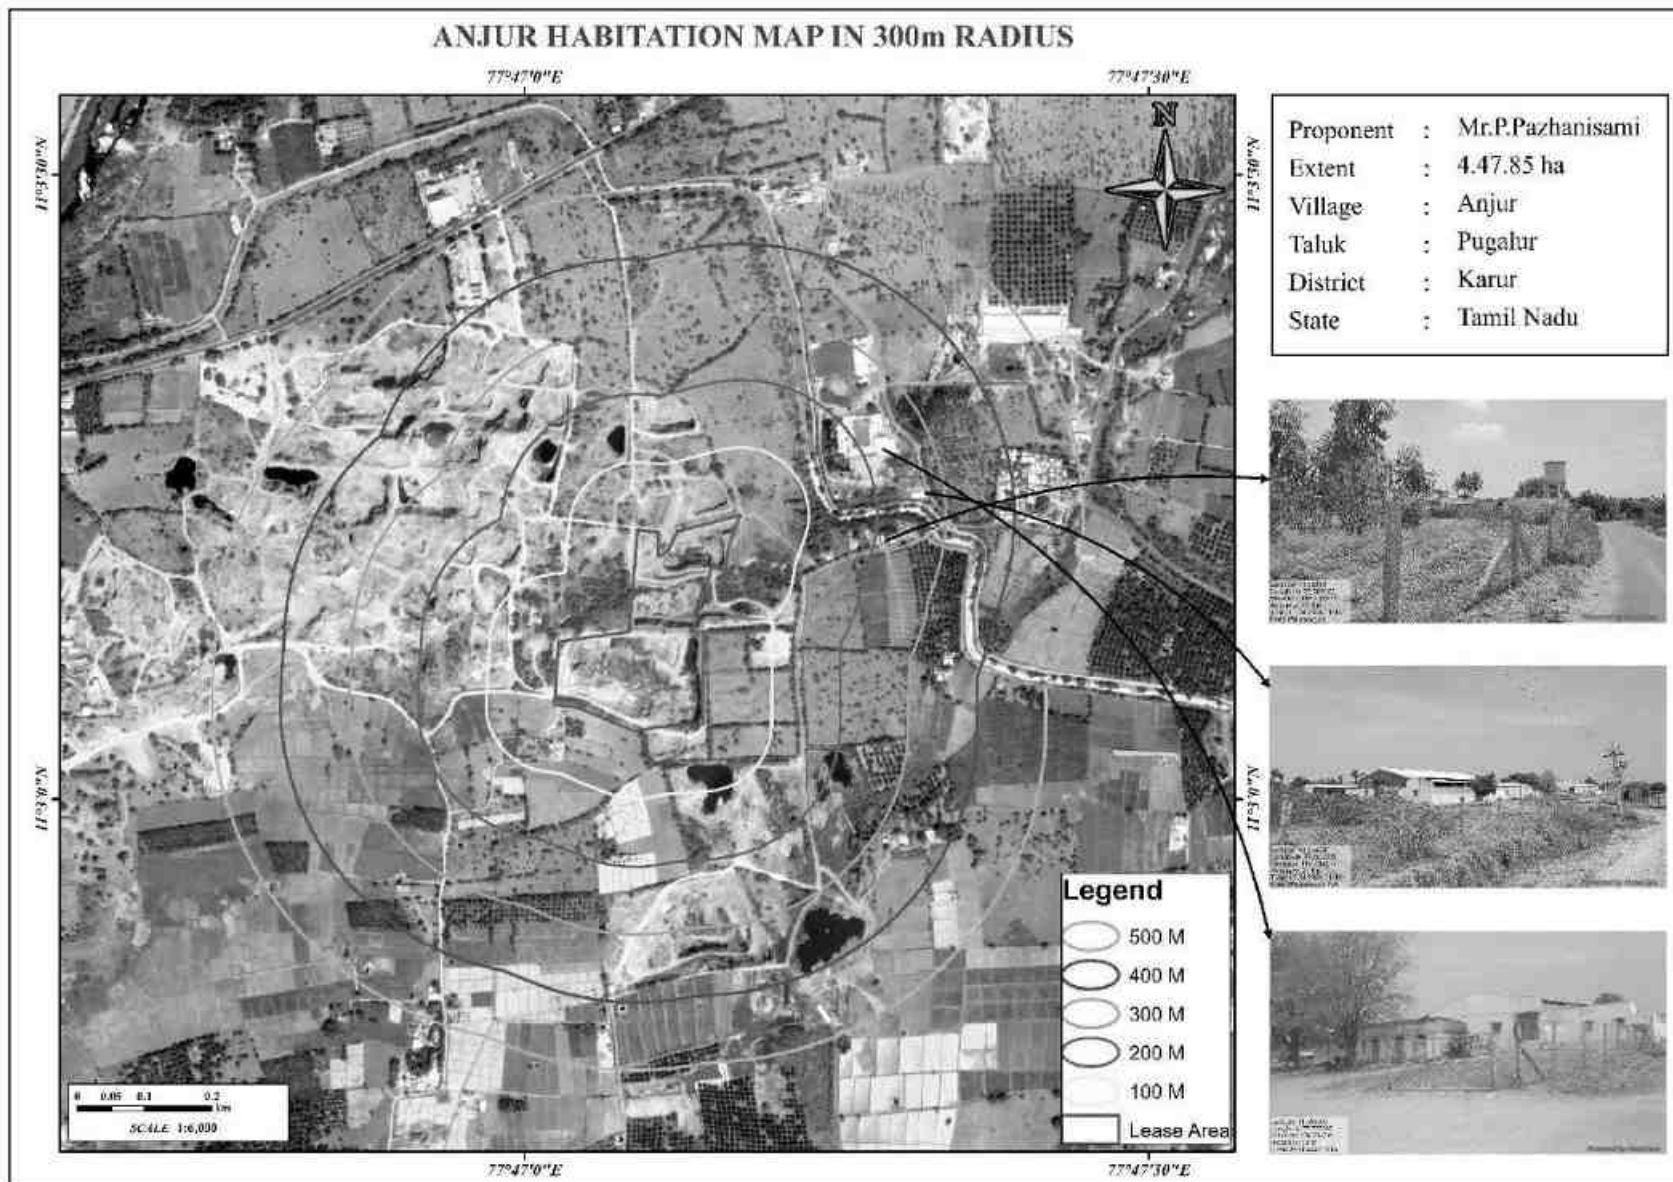 ANJUR HABITATION MAP IN 300m RADIUS
77°47'0"E
77°47'30"E
11°3'30"N
11°3'30"N
N
Proponent : Mr.P.Pazhanisami
Extent : 4.47.85 ha
Village : Anjur
Taluk : Pugalur
District : Karur
State : Tamil Nadu
11°3'0"N
11°3'0"N
Legend
500 M
400 M
300 M
200 M
100 M
Lease Area
0 0.05 0.1 0.2
km
SCALE 1:6,000
77°47'0"E
77°47'30"E